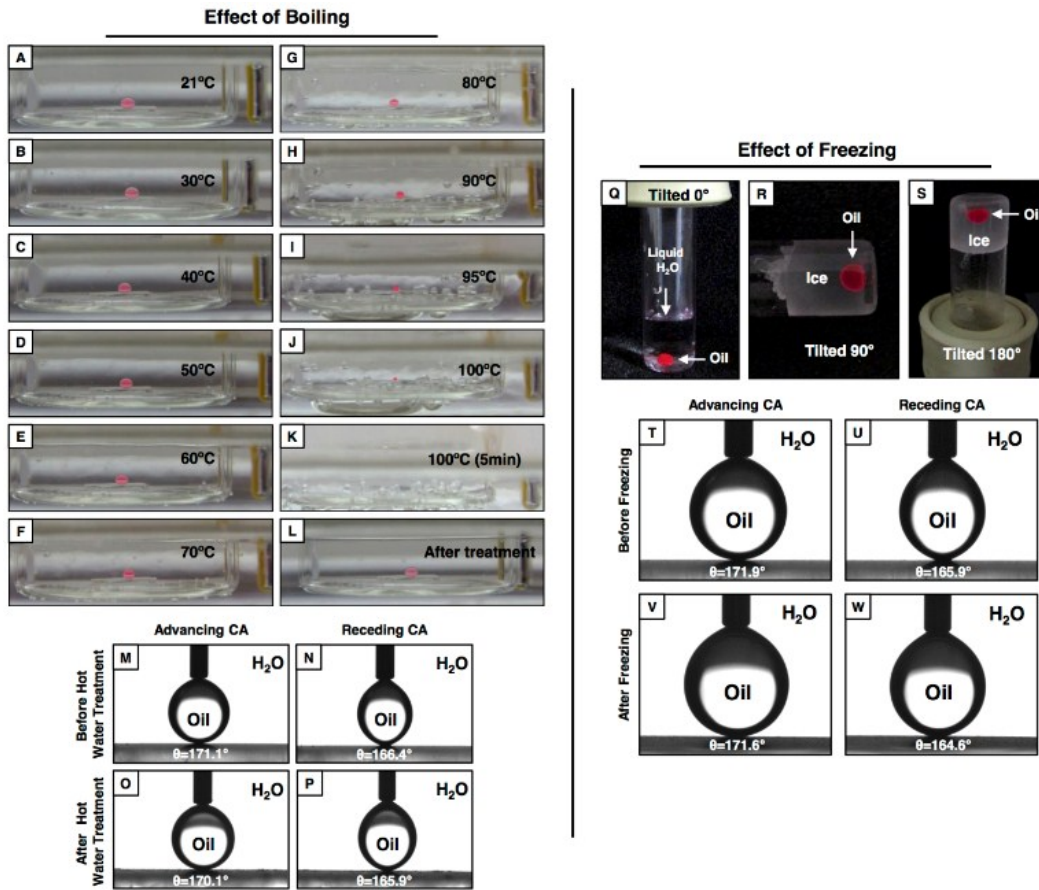 Effect of Boiling
A
21°C
B
30°C
C
40°C
D
50°C
E
60°C
F
70°C
G
80°C
H
90°C
I
95°C
J
100°C
K
100°C (5min)
L
After treatment
Advancing CA
Receding CA
Before Hot
Water Treatment
M
H₂O
Oil
θ=171.1°
N
H₂O
Oil
θ=166.4°
After Hot
Water Treatment
O
H₂O
Oil
θ=170.1°
P
H₂O
Oil
θ=165.9°
Effect of Freezing
Q
Tilted 0°
Liquid
H₂O
Oil
R
Oil
Ice
Tilted 90°
S
Oi
Ice
Tilted 180°
Advancing CA
Receding CA
Before Freezing
T
H₂O
Oil
θ=171.9°
U
H₂O
Oil
θ=165.9°
After Freezing
V
H₂O
Oil
θ=171.6°
W
H₂O
Oil
θ=164.6°